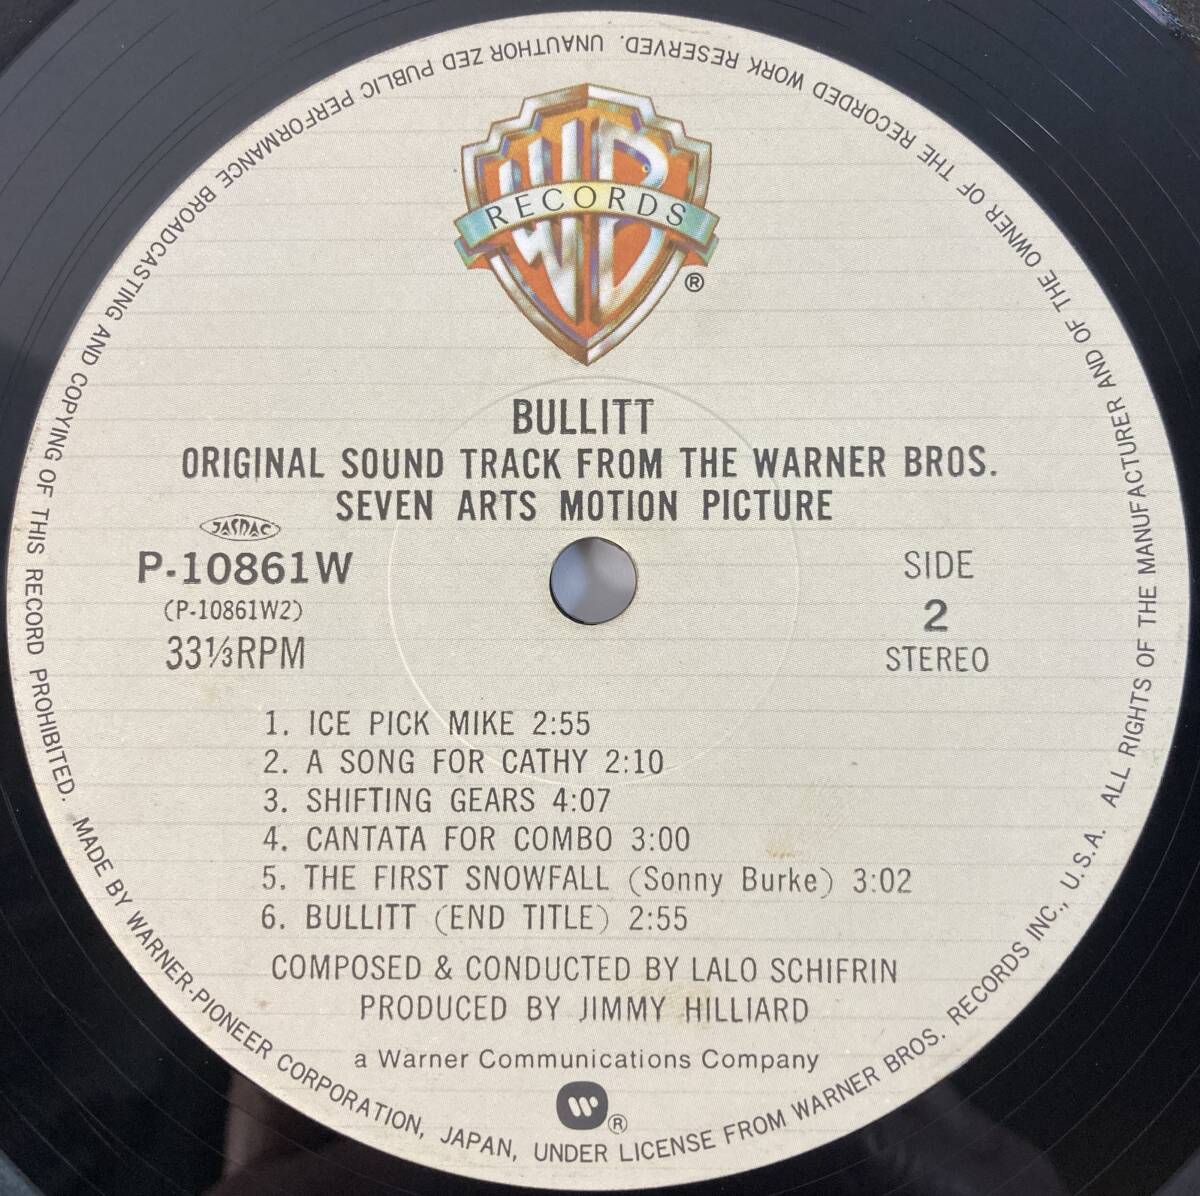 RECORDS
®
BULLITT
ORIGINAL SOUND TRACK FROM THE WARNER BROS.
SEVEN ARTS MOTION PICTURE
JASRAC
P-10861W
(P-10861W2)
33⅓RPM
SIDE
2
STEREO
1. ICE PICK MIKE 2:55
2. A SONG FOR CATHY 2:10
3. SHIFTING GEARS 4:07
4. CANTATA FOR COMBO 3:00
5. THE FIRST SNOWFALL (Sonny Burke) 3:02
6. BULLITT (END TITLE) 2:55
COMPOSED & CONDUCTED BY LALO SCHIFRIN
PRODUCED BY JIMMY HILLIARD
a Warner Communications Company
®
MADE BY WARNER-PIONEER CORPORATION, JAPAN, UNDER LICENSE FROM WARNER BROS. RECORDS INC., U.S.A. ALL RIGHTS OF THE MANUFACTURER AND OF THE OWNER OF THE RECORDED WORK RESERVED. UNAUTHOR ZED PUBLIC PERFORMANCE BROADCASTING AND COPYING OF THIS RECORD PROHIBITED.